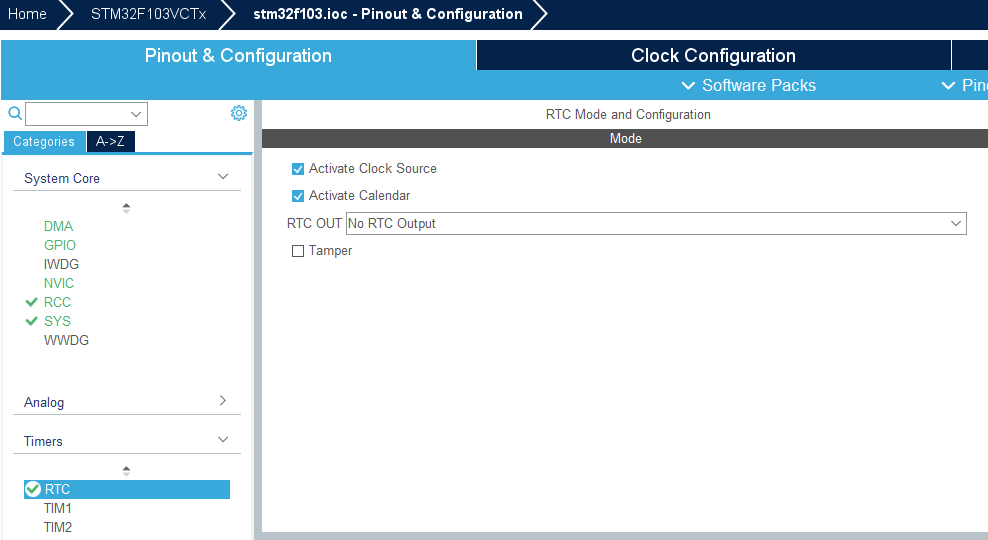 Home STM32F103VCTx stm32f103.ioc - Pinout & Configuration
Pinout & Configuration Clock Configuration
Software Packs
RTC Mode and Configuration
Mode
Categories A->Z
System Core
DMA
GPIO
IWDG
NVIC
RCC
SYS
WWDG
Analog
Timers
RTC
TIM1
TIM2
Activate Clock Source
Activate Calendar
RTC OUT No RTC Output
Tamper